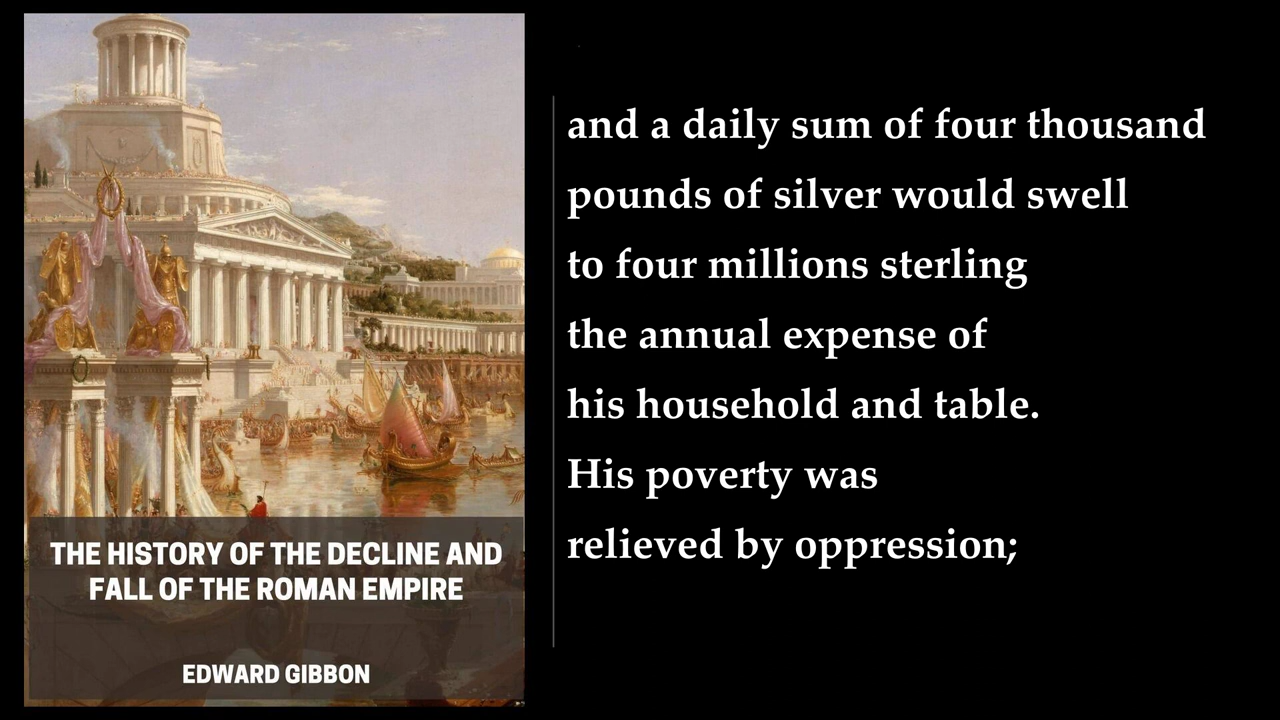 THE HISTORY OF THE DECLINE AND
FALL OF THE ROMAN EMPIRE
EDWARD GIBBON
and a daily sum of four thousand
pounds of silver would swell
to four millions sterling
the annual expense of
his household and table.
His poverty was
relieved by oppression;